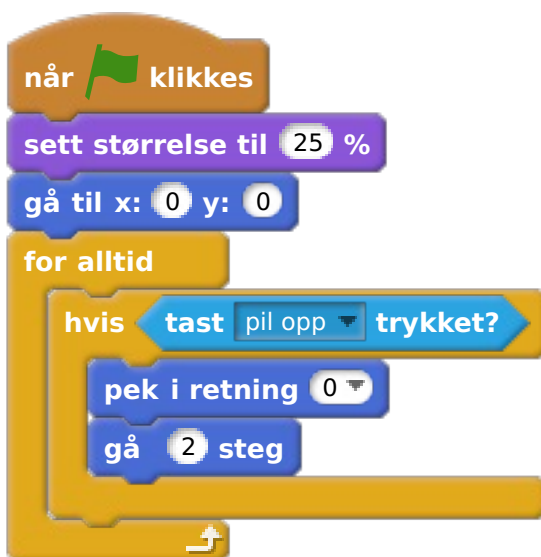 når klikkes
sett størrelse til 25 %
gå til x: 0 y: 0
for alltid
hvis tast pil opp trykket?
pek i retning 0
gå 2 steg